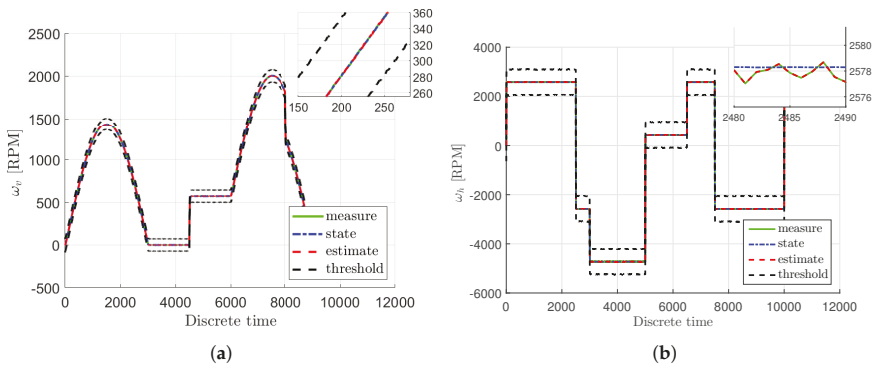 2500
2000
1500
1000
500
0
-500
ω_v [RPM]
0 2000 4000 6000 8000 10000 12000
Discrete time
360
340
320
300
280
260
150 200 250
measure
state
estimate
threshold
(a)
4000
2000
0
-2000
-4000
-6000
ω_h [RPM]
0 2000 4000 6000 8000 10000 12000
Discrete time
2580
2578
2576
2480 2485 2490
measure
state
estimate
threshold
(b)